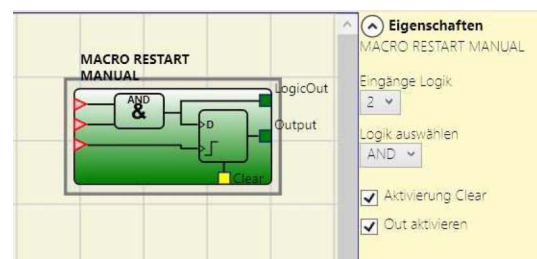 MACRO RESTART
MANUAL
AND
&
LogicOut
D
Output
Clear
Eigenschaften
MACRO RESTART MANUAL
Eingänge Logik
2
Logik auswählen
AND
Aktivierung Clear
Out aktivieren